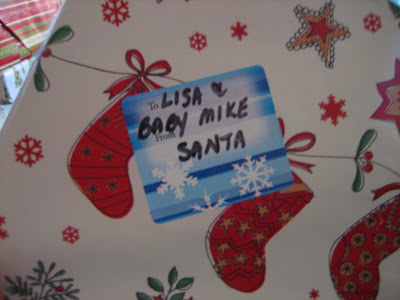 To LISA &
BABY MIKE
From
SANTA